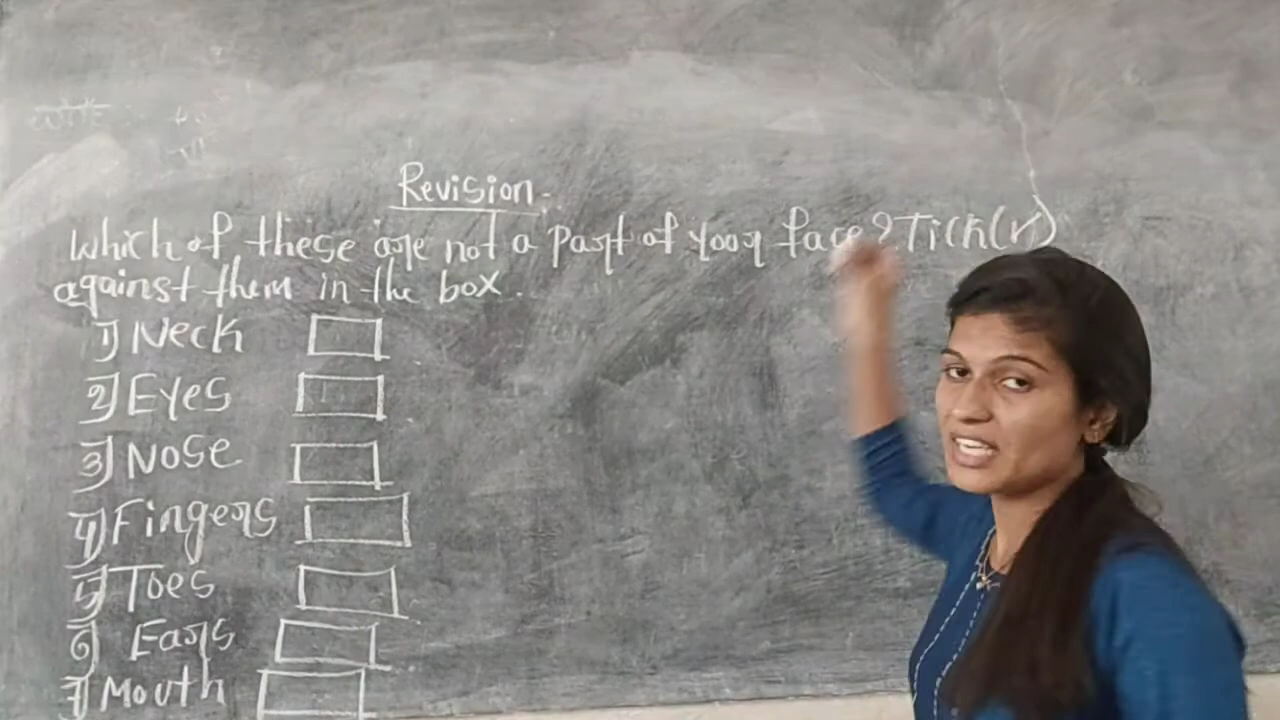 Revision.
Which of these are not a part of your face? Tick (✓)
against them in the box.
1) Neck
2) Eyes
3) Nose
4) Fingers
5) Toes
6) Ears
7) Mouth